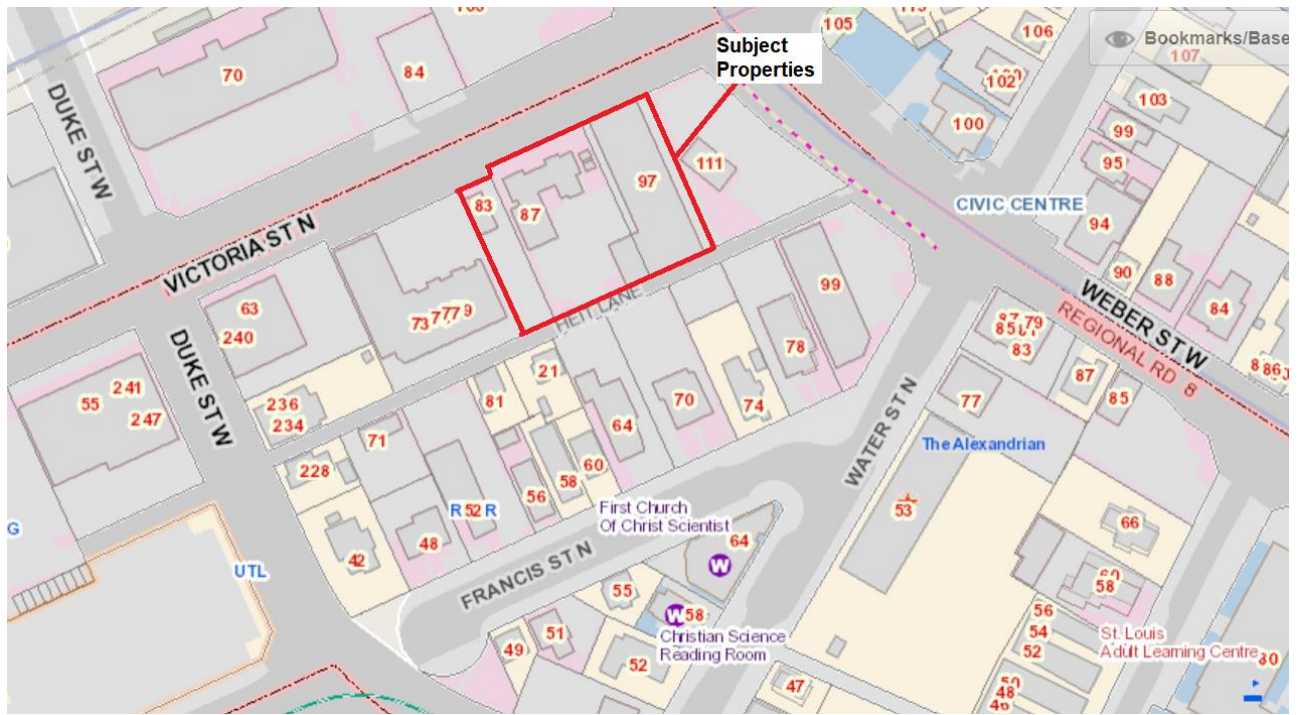 105
106
Bookmarks/Base
107
Subject
Properties
70
84
102
103
100
99
95
DUKE ST W
97
111
83
87
CIVIC CENTRE
94
VICTORIA ST N
90
88
84
WEBER ST W
REGIONAL RD 8
63
240
99
HEIT LANE
79
83
78
87
DUKE ST W
55
241
247
236
234
81
21
64
70
74
77
85
71
The Alexandrian
WATER ST N
228
60
58
56
R 52 R
First Church
Of Christ Scientist
53
42
48
64
66
G
UTL
FRANCIS ST N
55
58
58
Christian Science
Reading Room
56
54
52
St. Louis
Adult Learning Centre
49
51
52
47
48